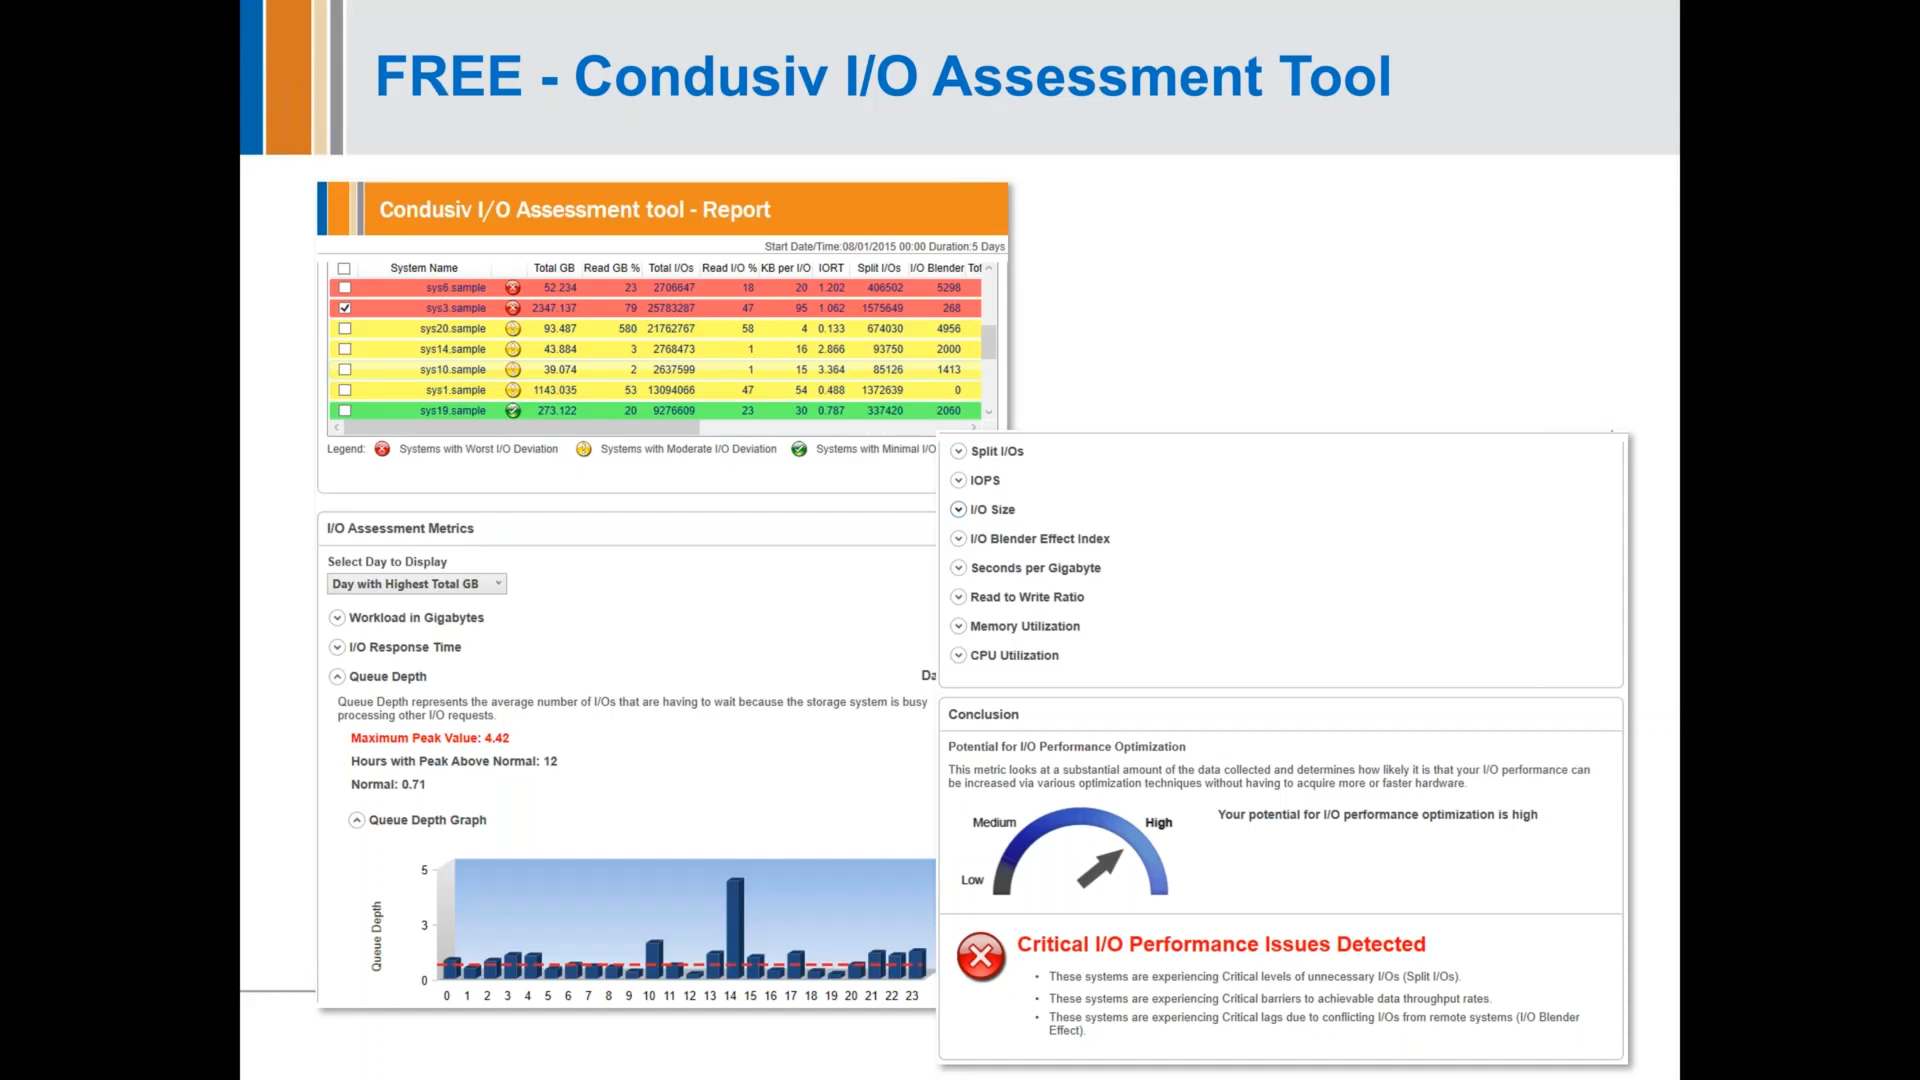 FREE - Condusiv I/O Assessment Tool
Condusiv I/O Assessment tool - Report
Start Date/Time:08/01/2015 00:00 Duration:5 Days
System Name Total GB Read GB % Total I/Os Read I/O % KB per I/O IORT Split I/Os I/O Blender Tot
sys6.sample 52.234 23 2706647 18 20 1.202 406502 5298
sys3.sample 2347.137 79 25783287 47 95 1.062 1575649 268
sys20.sample 93.487 580 21762767 58 4 0.133 674030 4956
sys14.sample 43.884 3 2768473 1 16 2.866 93750 2000
sys10.sample 39.074 2 2637599 1 15 3.364 85126 1413
sys1.sample 1143.035 53 13094066 47 54 0.488 1372639 0
sys19.sample 273.122 20 9276609 23 30 0.787 337420 2060
Legend: Systems with Worst I/O Deviation Systems with Moderate I/O Deviation Systems with Minimal I/O
I/O Assessment Metrics
Select Day to Display
Day with Highest Total GB
Workload in Gigabytes
I/O Response Time
Queue Depth Da
Queue Depth represents the average number of I/Os that are having to wait because the storage system is busy
processing other I/O requests.
Maximum Peak Value: 4.42
Hours with Peak Above Normal: 12
Normal: 0.71
Queue Depth Graph
Queue Depth
5
3
0
0 1 2 3 4 5 6 7 8 9 10 11 12 13 14 15 16 17 18 19 20 21 22 23
Split I/Os
IOPS
I/O Size
I/O Blender Effect Index
Seconds per Gigabyte
Read to Write Ratio
Memory Utilization
CPU Utilization
Conclusion
Potential for I/O Performance Optimization
This metric looks at a substantial amount of the data collected and determines how likely it is that your I/O performance can
be increased via various optimization techniques without having to acquire more or faster hardware.
Medium High
Low
Your potential for I/O performance optimization is high
Critical I/O Performance Issues Detected
• These systems are experiencing Critical levels of unnecessary I/Os (Split I/Os).
• These systems are experiencing Critical barriers to achievable data throughput rates.
• These systems are experiencing Critical lags due to conflicting I/Os from remote systems (I/O Blender
Effect).